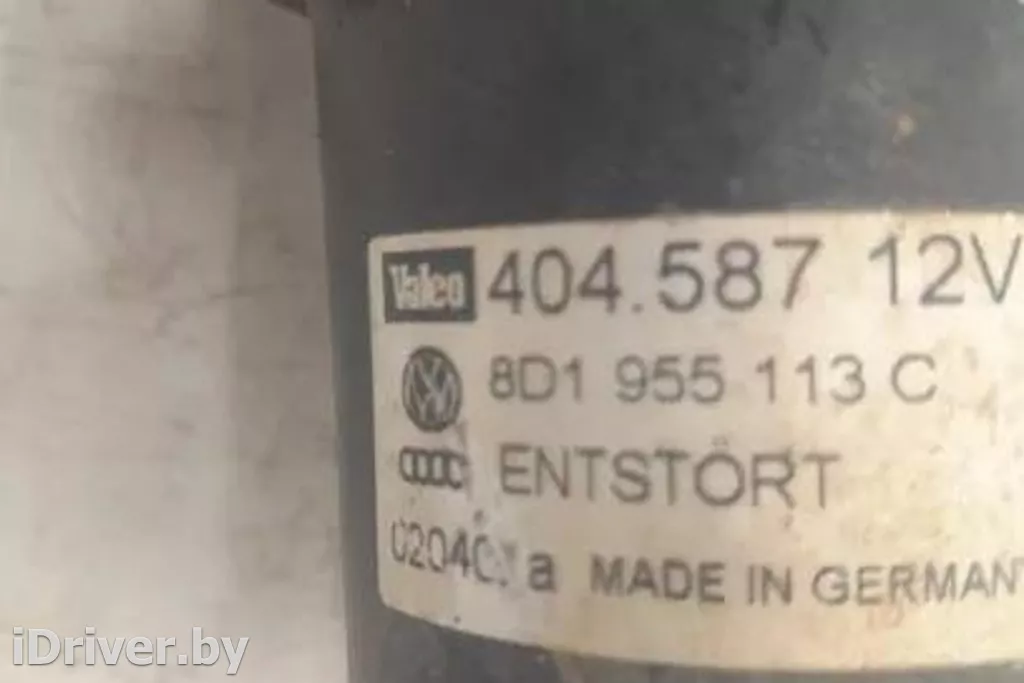 Valeo 404.587 12V
8D1 955 113 C
ENTSTÖRT
a MADE IN GERMAN
iDriver.by